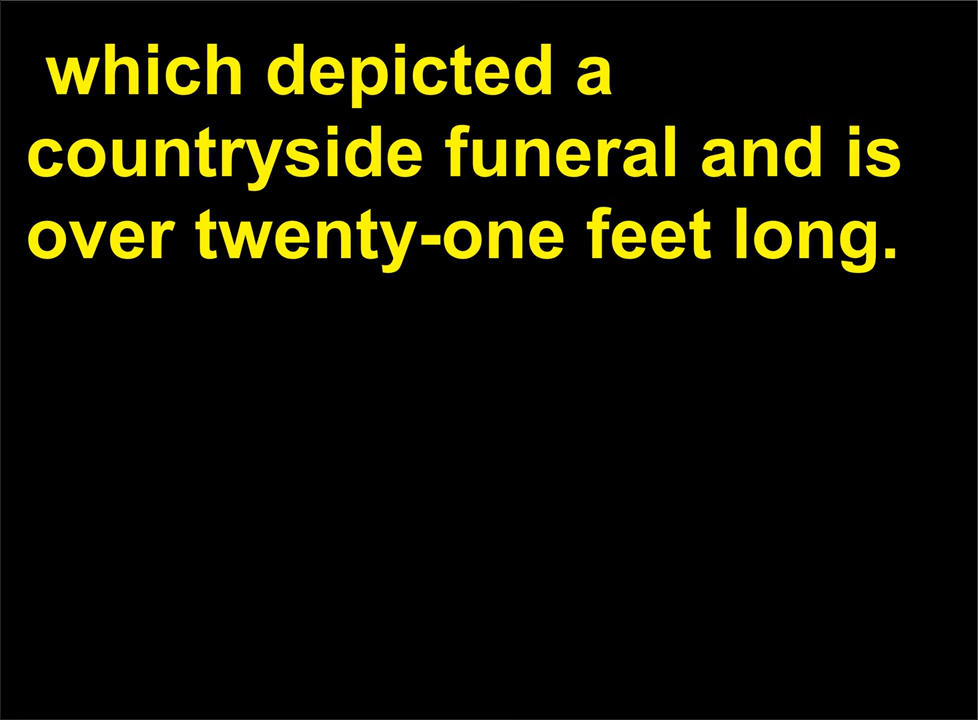 which depicted a
countryside funeral and is
over twenty-one feet long.